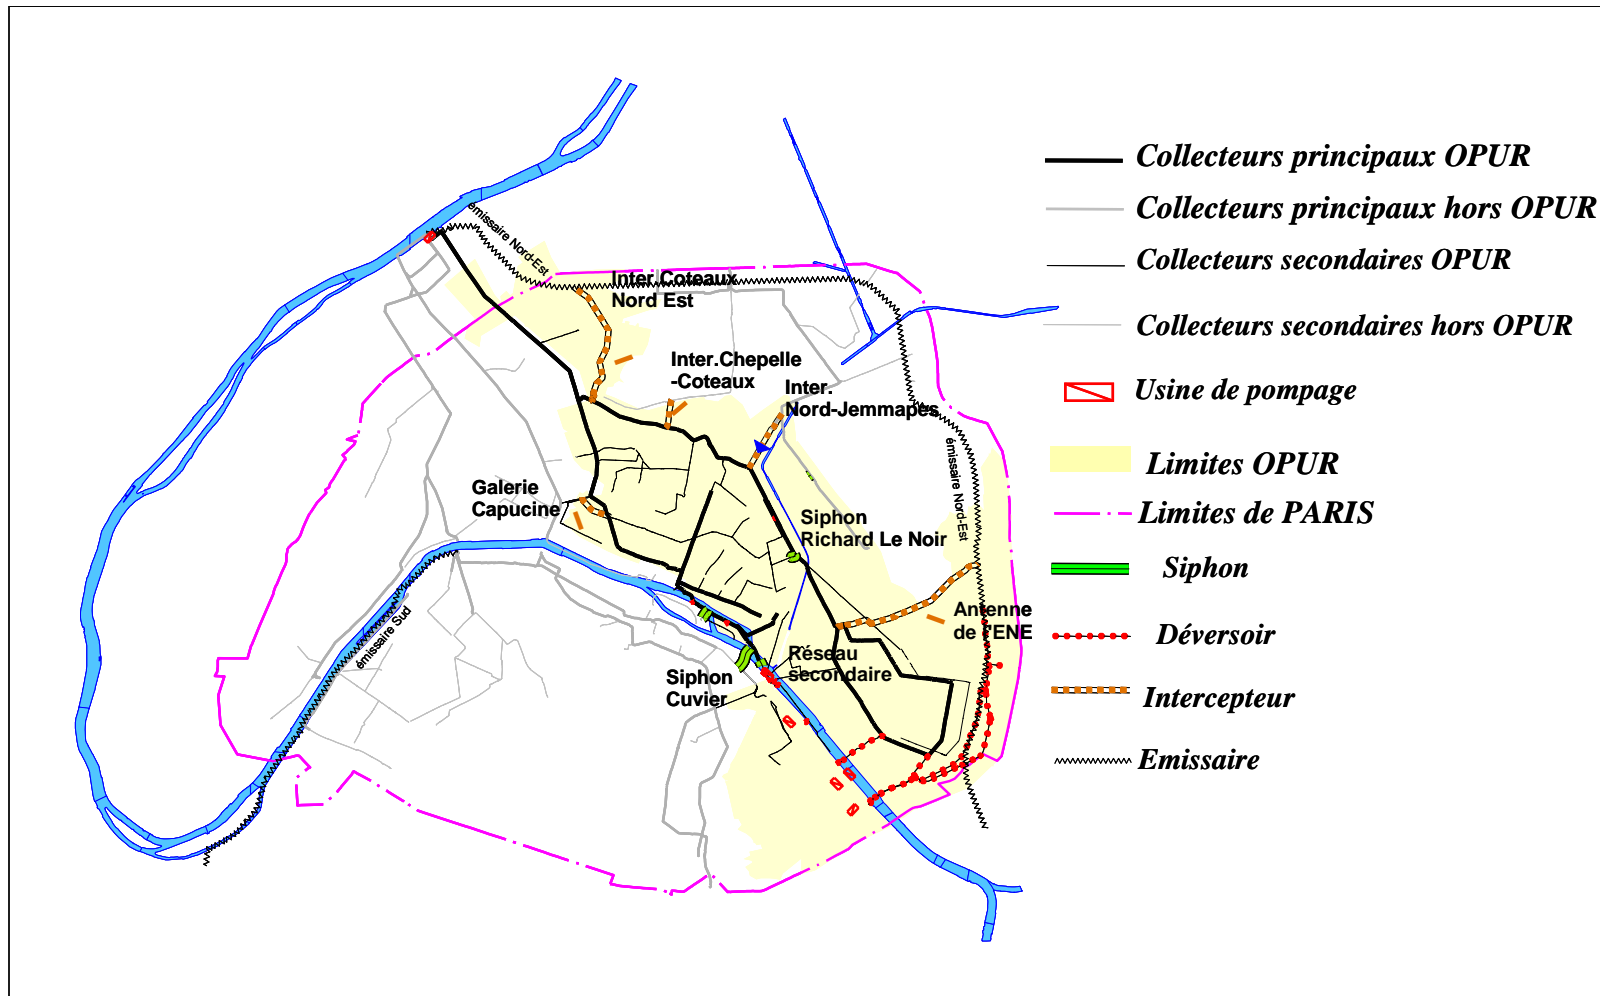 émissaire Nord-Est
Inter.Coteaux
Nord Est
Inter.Chepelle
-Coteaux
Inter.
Nord-Jemmapes
émissaire Nord-Est
Galerie
Capucine
Siphon
Richard Le Noir
Antenne
de l'ENE
émissaire Sud
Réseau
secondaire
Siphon
Cuvier
Collecteurs principaux OPUR
Collecteurs principaux hors OPUR
Collecteurs secondaires OPUR
Collecteurs secondaires hors OPUR
Usine de pompage
Limites OPUR
Limites de PARIS
Siphon
Déversoir
Intercepteur
Emissaire